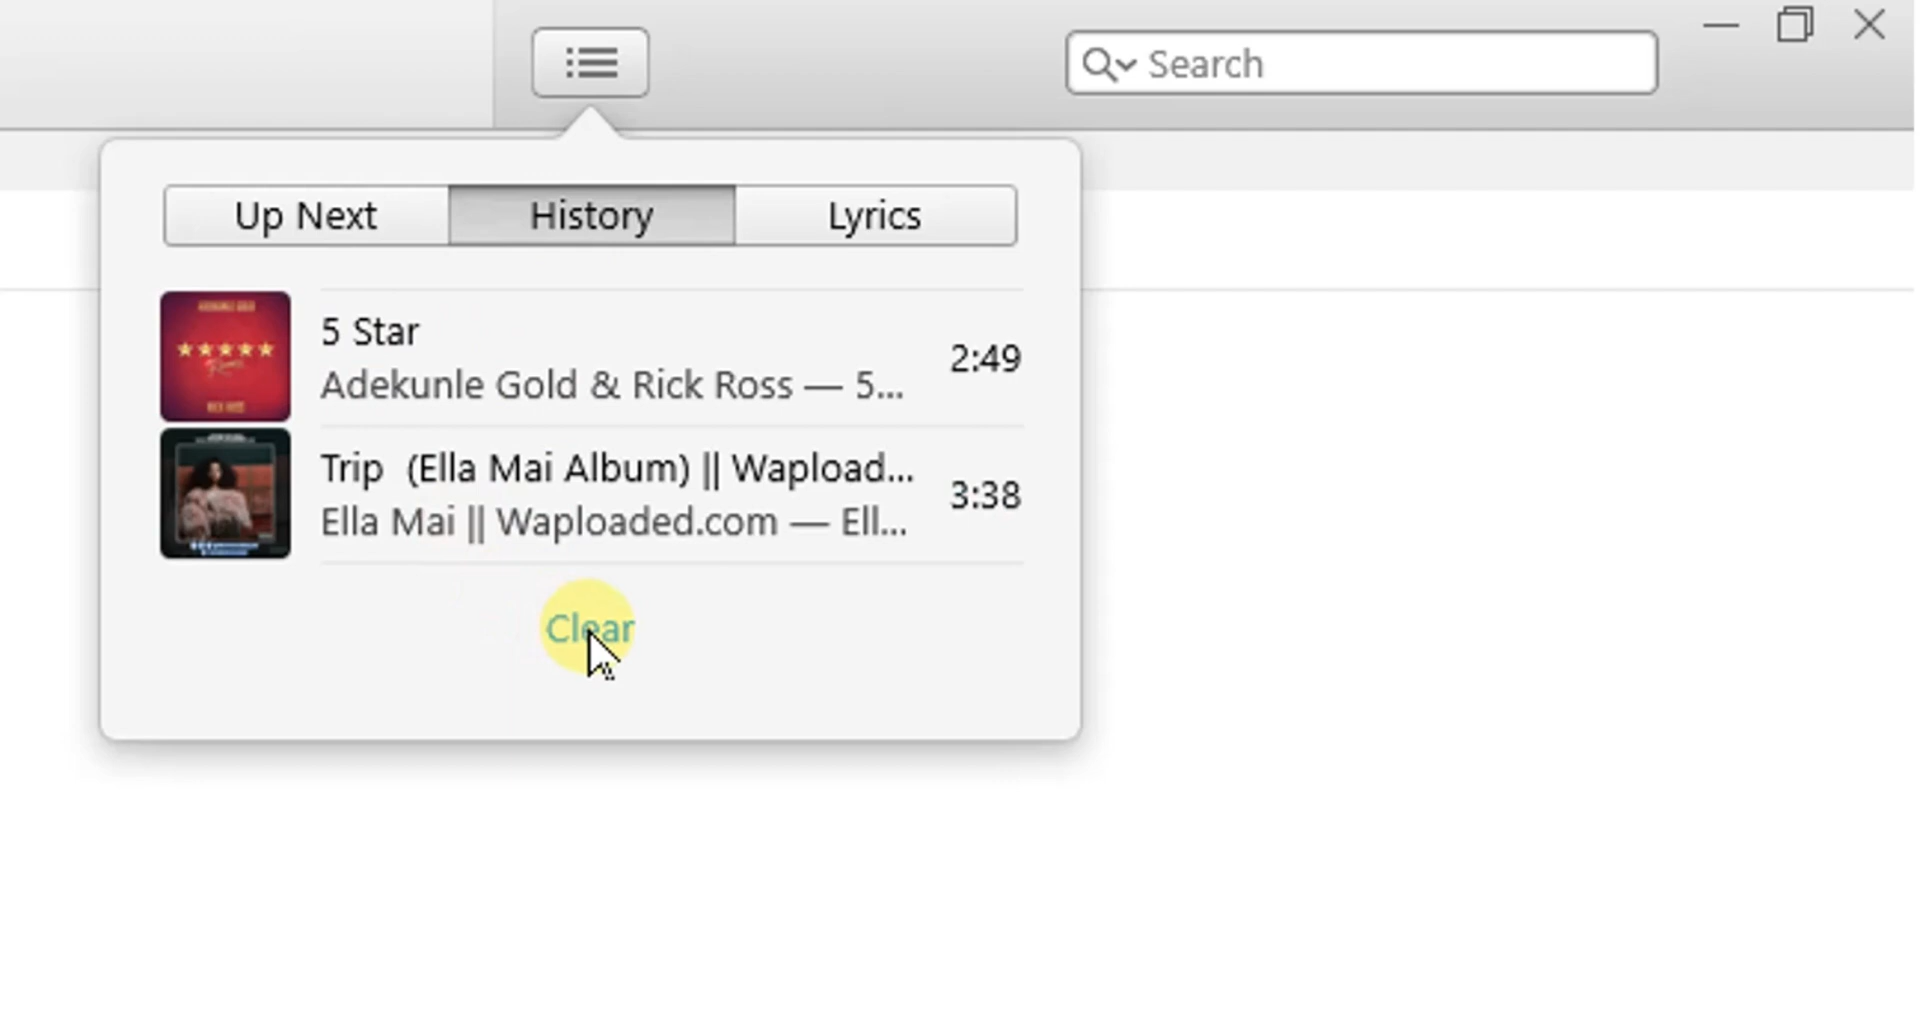 Search
Up Next
History
Lyrics
5 Star
Adekunle Gold & Rick Ross — 5...
2:49
Trip  (Ella Mai Album) || Wapload...
Ella Mai || Waploaded.com — Ell...
3:38
Clear